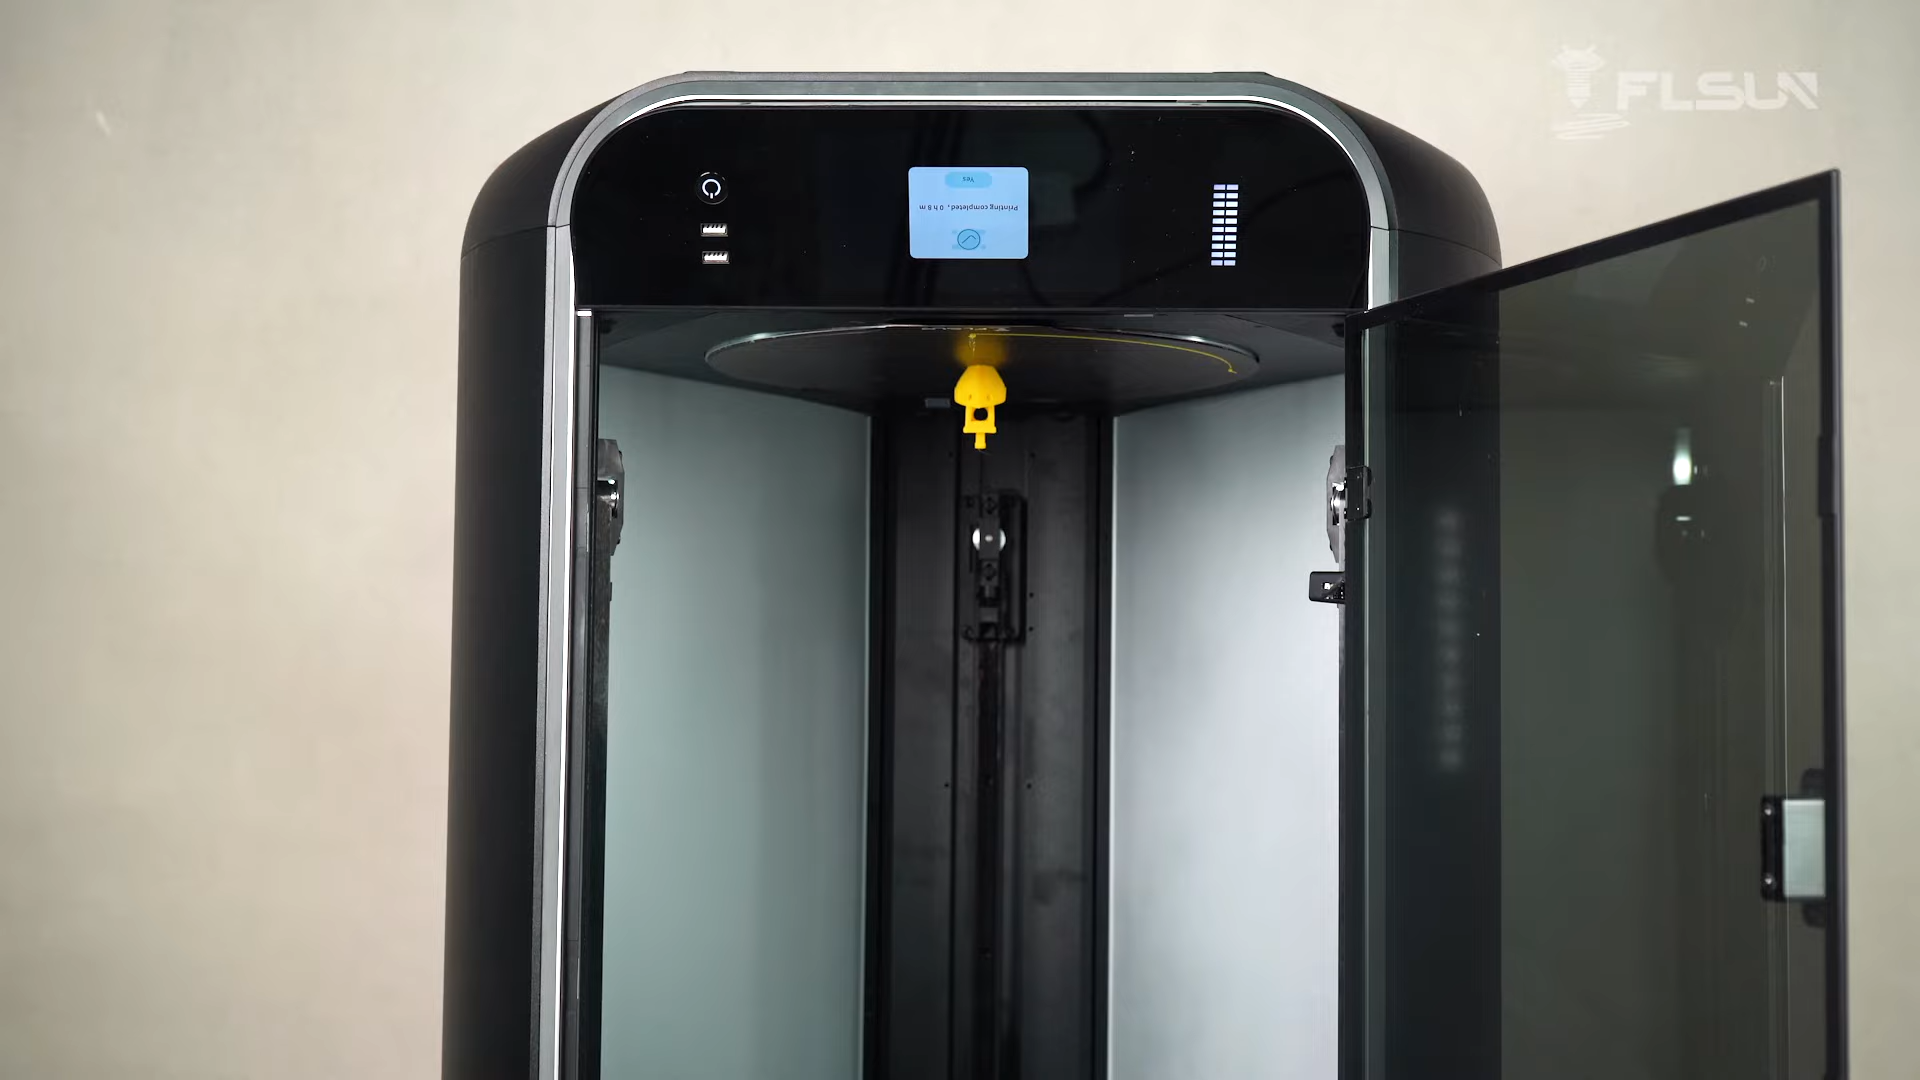 FLSUN
Yes
Printing completed, 0 h 8 m